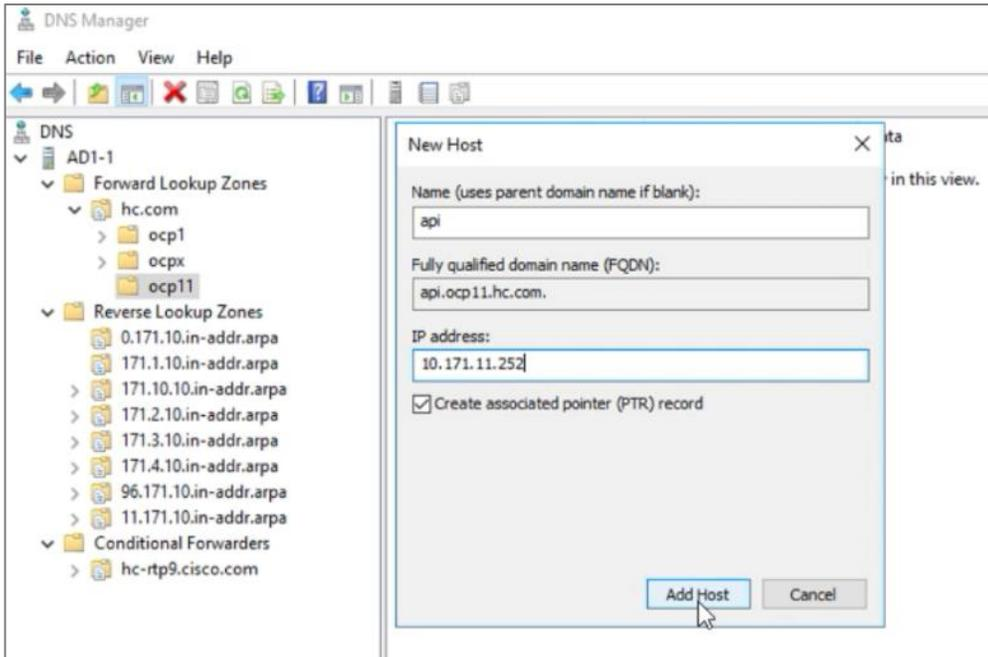 DNS Manager
File Action View Help
DNS
AD1-1
Forward Lookup Zones
hc.com
ocp1
ocpx
ocp11
Reverse Lookup Zones
0.171.10.in-addr.arpa
171.1.10.in-addr.arpa
171.10.10.in-addr.arpa
171.2.10.in-addr.arpa
171.3.10.in-addr.arpa
171.4.10.in-addr.arpa
96.171.10.in-addr.arpa
11.171.10.in-addr.arpa
Conditional Forwarders
hc-rtp9.cisco.com
New Host
Name (uses parent domain name if blank):
api
Fully qualified domain name (FQDN):
api.ocp11.hc.com.
IP address:
10.171.11.252
Create associated pointer (PTR) record
Add Host Cancel
in this view.